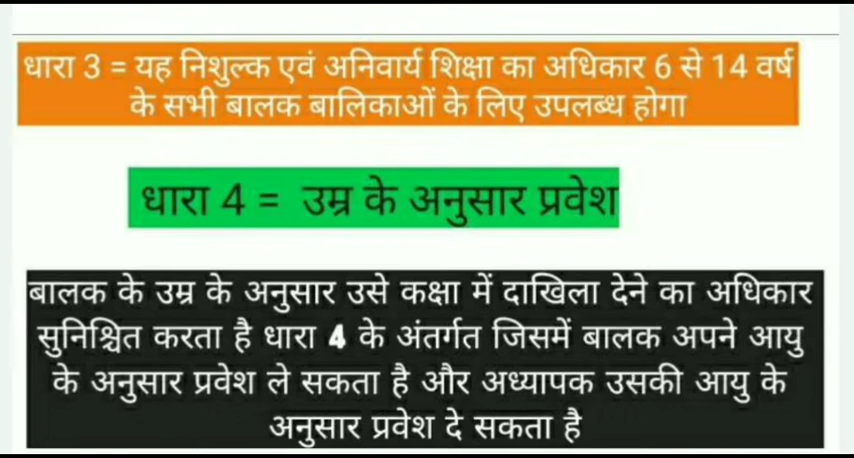 धारा 3 = यह निशुल्क एवं अनिवार्य शिक्षा का अधिकार 6 से 14 वर्ष
के सभी बालक बालिकाओं के लिए उपलब्ध होगा
धारा 4 = उम्र के अनुसार प्रवेश
बालक के उम्र के अनुसार उसे कक्षा में दाखिला देने का अधिकार
सुनिश्चित करता है धारा 4 के अंतर्गत जिसमें बालक अपने आयु
के अनुसार प्रवेश ले सकता है और अध्यापक उसकी आयु के
अनुसार प्रवेश दे सकता है